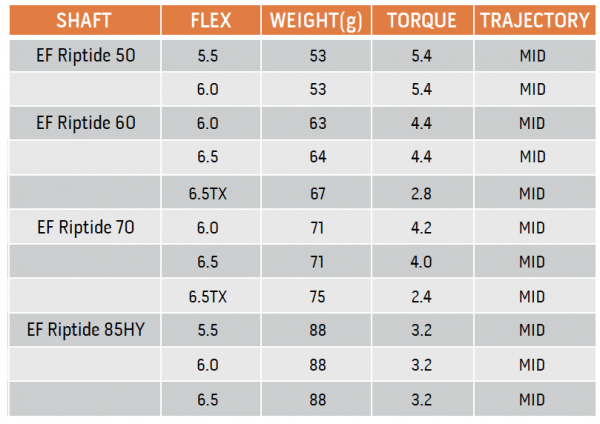 SHAFT FLEX WEIGHT(g) TORQUE TRAJECTORY
EF Riptide 50 5.5 53 5.4 MID
6.0 53 5.4 MID
EF Riptide 60 6.0 63 4.4 MID
6.5 64 4.4 MID
6.5TX 67 2.8 MID
EF Riptide 70 6.0 71 4.2 MID
6.5 71 4.0 MID
6.5TX 75 2.4 MID
EF Riptide 85HY 5.5 88 3.2 MID
6.0 88 3.2 MID
6.5 88 3.2 MID